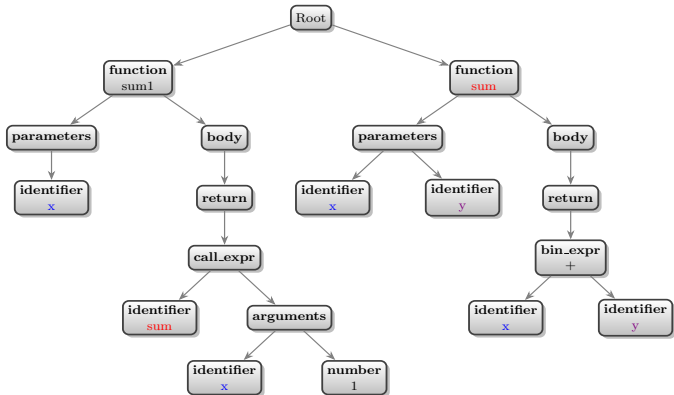 Root
function
sum1
function
sum
parameters
body
parameters
body
identifier
x
return
identifier
x
identifier
y
return
call_expr
bin_expr
+
identifier
sum
arguments
identifier
x
identifier
y
identifier
x
number
1